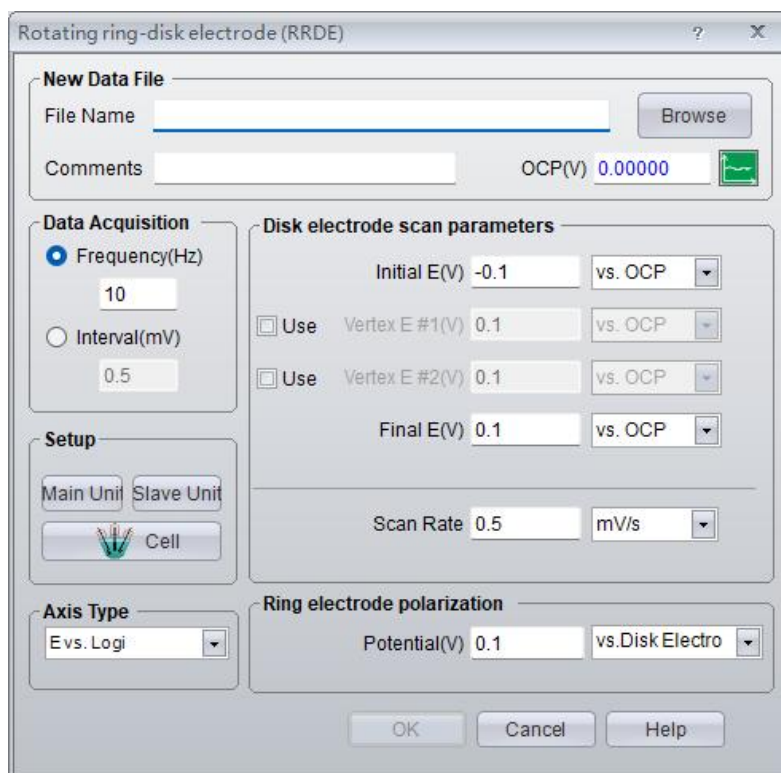 Rotating ring-disk electrode (RRDE) ? X
New Data File
File Name Browse
Comments OCP(V) 0.00000
Data Acquisition
Frequency(Hz)
10
Interval(mV)
0.5
Setup
Main Unit Slave Unit
Cell
Axis Type
E vs. Logi
Disk electrode scan parameters
Initial E(V) -0.1 vs. OCP
Use Vertex E #1(V) 0.1 vs. OCP
Use Vertex E #2(V) 0.1 vs. OCP
Final E(V) 0.1 vs. OCP
Scan Rate 0.5 mV/s
Ring electrode polarization
Potential(V) 0.1 vs.Disk Electro
OK Cancel Help